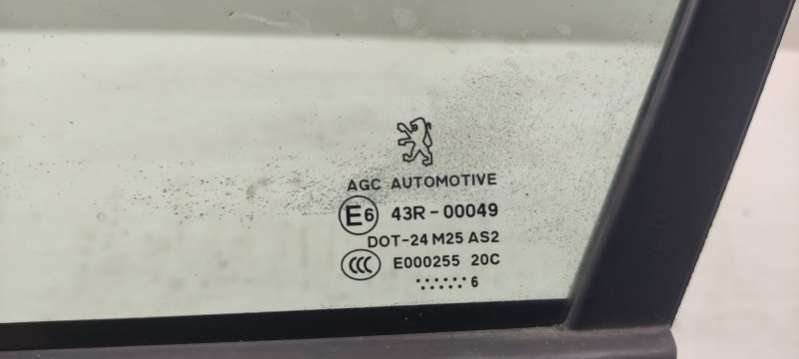 AGC AUTOMOTIVE
E6 43R-00049
DOT-24 M25 AS2
CCC E000255 20C
6